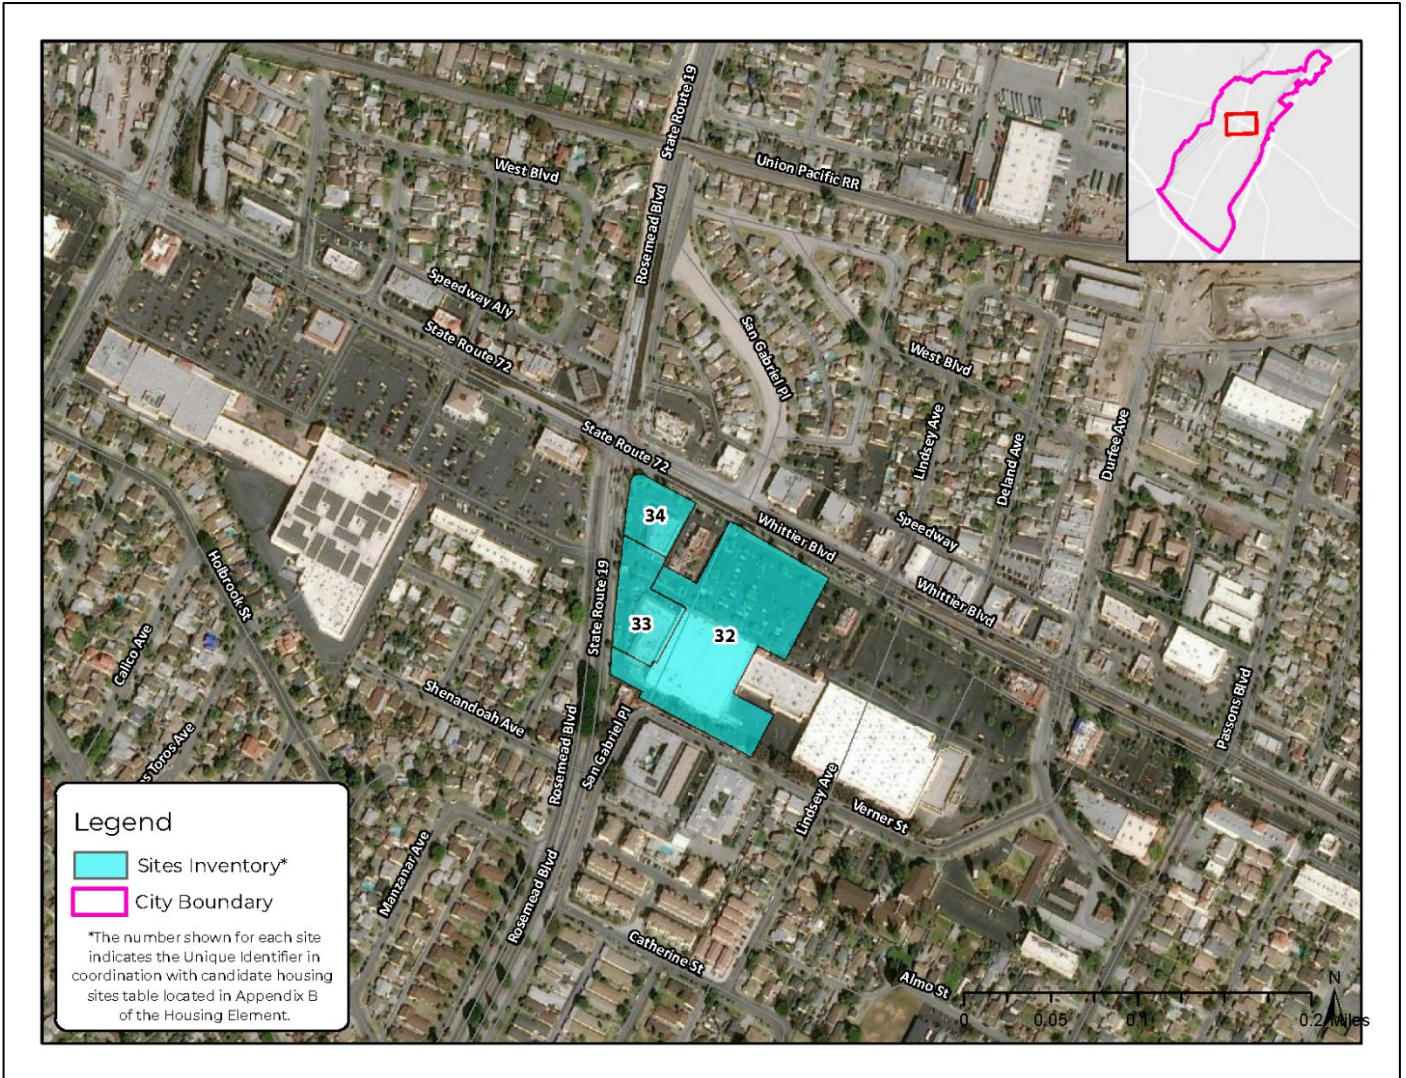 State Route 19
West Blvd
Union Pacific RR
Rosemead Blvd
Speedway Aly
State Route 72
San Gabriel Pl
West Blvd
Lindsey Ave
Deland Ave
Durfee Ave
State Route 72
34
Whittier Blvd
Speedway
Holbrook St
State Route 19
33
32
Whittier Blvd
Calico Ave
Shenandoah Ave
Passons Blvd
os Toros Ave
Rosemead Blvd
San Gabriel Pl
Lindsey Ave
Verner St
Manzanar Ave
Rosemead Blvd
Catherine St
Almo St
Legend
Sites Inventory*
City Boundary
*The number shown for each site
indicates the Unique Identifier in
coordination with candidate housing
sites table located in Appendix B
of the Housing Element.
N
0 0.05 0.1 0.2 Miles